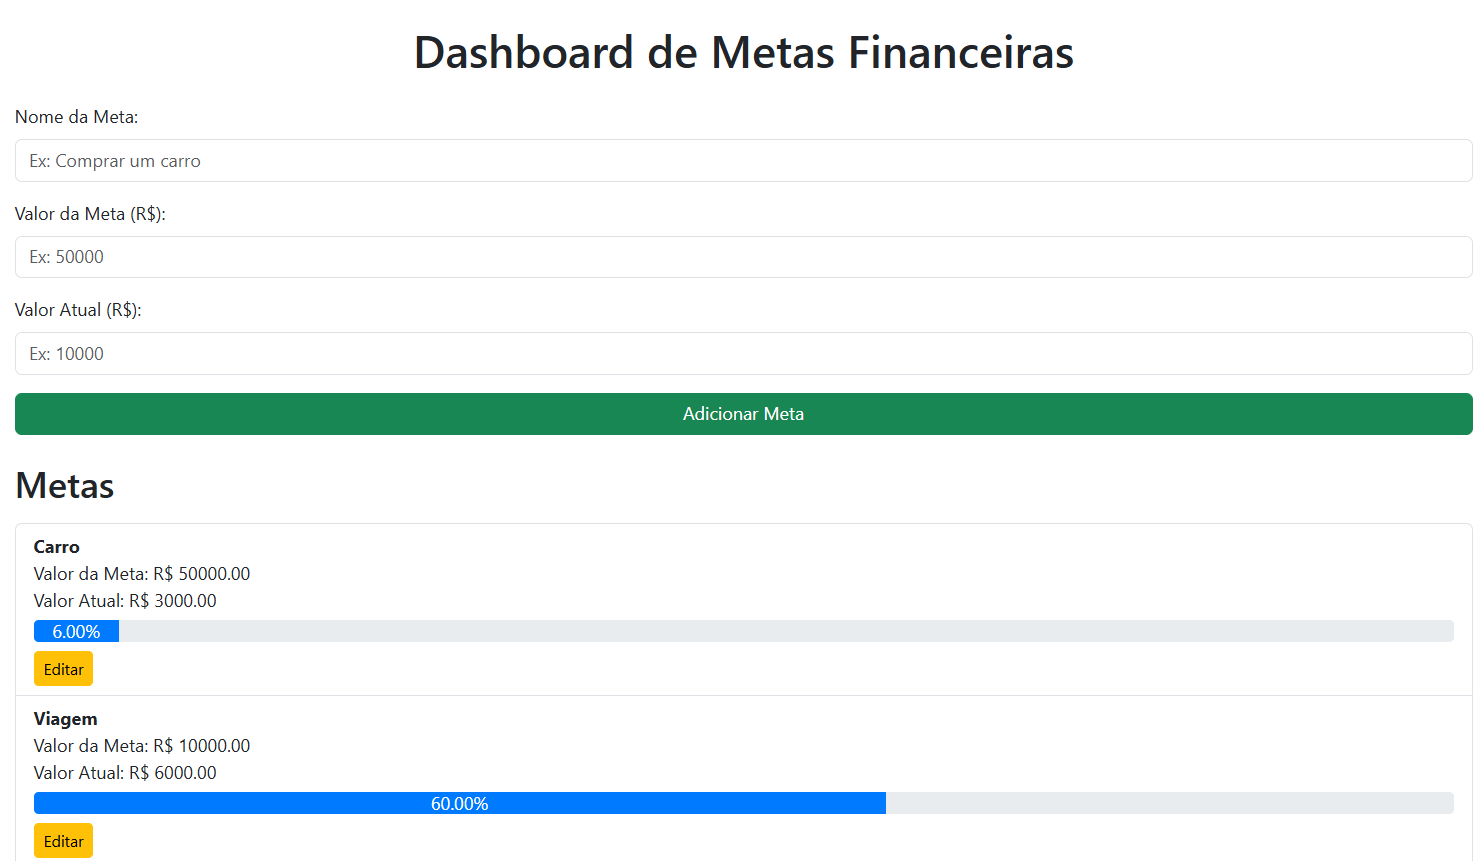 Dashboard de Metas Financeiras
Nome da Meta:
Ex: Comprar um carro
Valor da Meta (R$):
Ex: 50000
Valor Atual (R$):
Ex: 10000
Adicionar Meta
Metas
Carro
Valor da Meta: R$ 50000.00
Valor Atual: R$ 3000.00
6.00%
Editar
Viagem
Valor da Meta: R$ 10000.00
Valor Atual: R$ 6000.00
60.00%
Editar